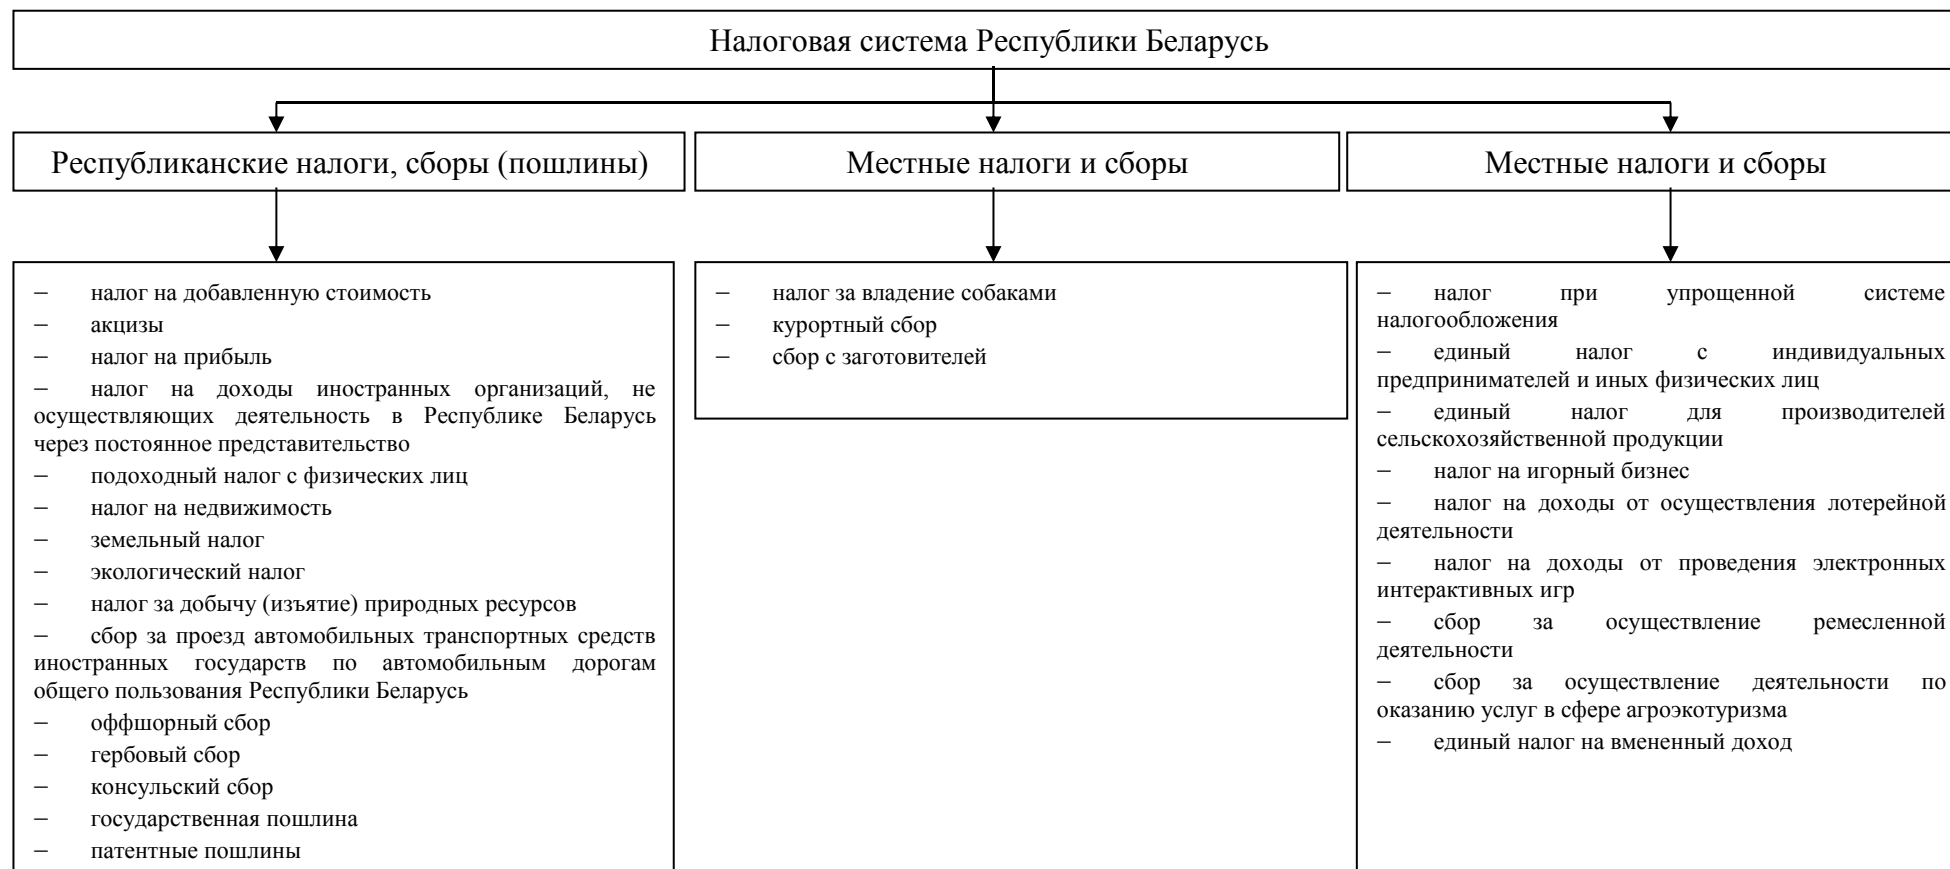 Налоговая система Республики Беларусь
Республиканские налоги, сборы (пошлины)
Местные налоги и сборы
Местные налоги и сборы
– налог на добавленную стоимость
– акцизы
– налог на прибыль
– налог на доходы иностранных организаций, не
осуществляющих деятельность в Республике Беларусь
через постоянное представительство
– подоходный налог с физических лиц
– налог на недвижимость
– земельный налог
– экологический налог
– налог за добычу (изъятие) природных ресурсов
– сбор за проезд автомобильных транспортных средств
иностранных государств по автомобильным дорогам
общего пользования Республики Беларусь
– оффшорный сбор
– гербовый сбор
– консульский сбор
– государственная пошлина
– патентные пошлины
– налог за владение собаками
– курортный сбор
– сбор с заготовителей
– налог при упрощенной системе
налогообложения
– единый налог с индивидуальных
предпринимателей и иных физических лиц
– единый налог для производителей
сельскохозяйственной продукции
– налог на игорный бизнес
– налог на доходы от осуществления лотерейной
деятельности
– налог на доходы от проведения электронных
интерактивных игр
– сбор за осуществление ремесленной
деятельности
– сбор за осуществление деятельности по
оказанию услуг в сфере агроэкотуризма
– единый налог на вмененный доход